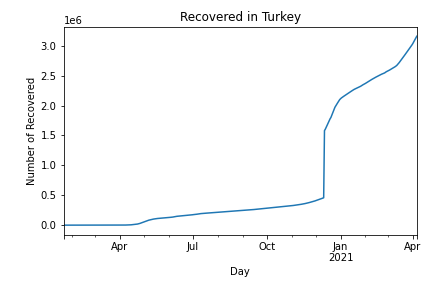 Recovered in Turkey
1e6
3.0
2.5
2.0
1.5
1.0
0.5
0.0
Number of Recovered
Apr
Jul
Oct
Jan
2021
Apr
Day